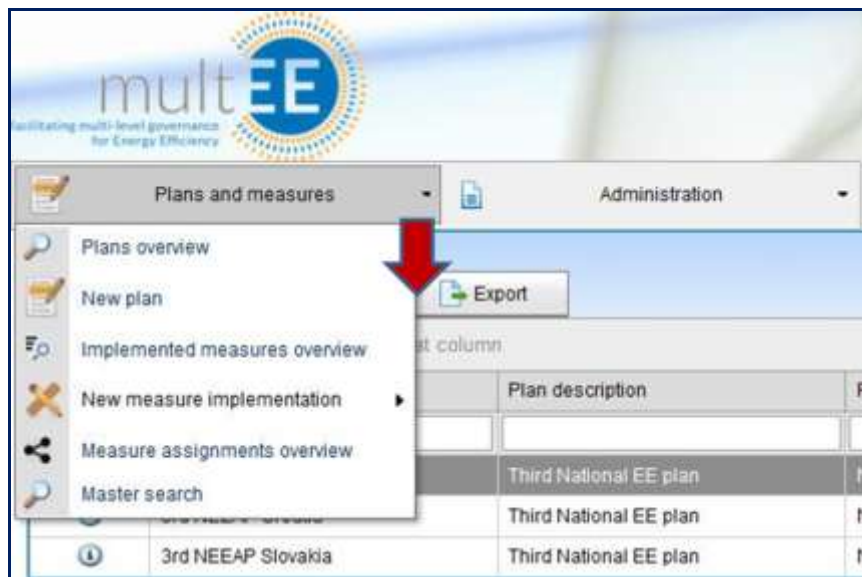 multEE
facilitating multi-level governance
for Energy Efficiency
Plans and measures
Administration
Plans overview
New plan
Implemented measures overview
New measure implementation
Measure assignments overview
Master search
Export
column
Plan description
Third National EE plan
Third National EE plan
3rd NEEAP Slovakia
Third National EE plan